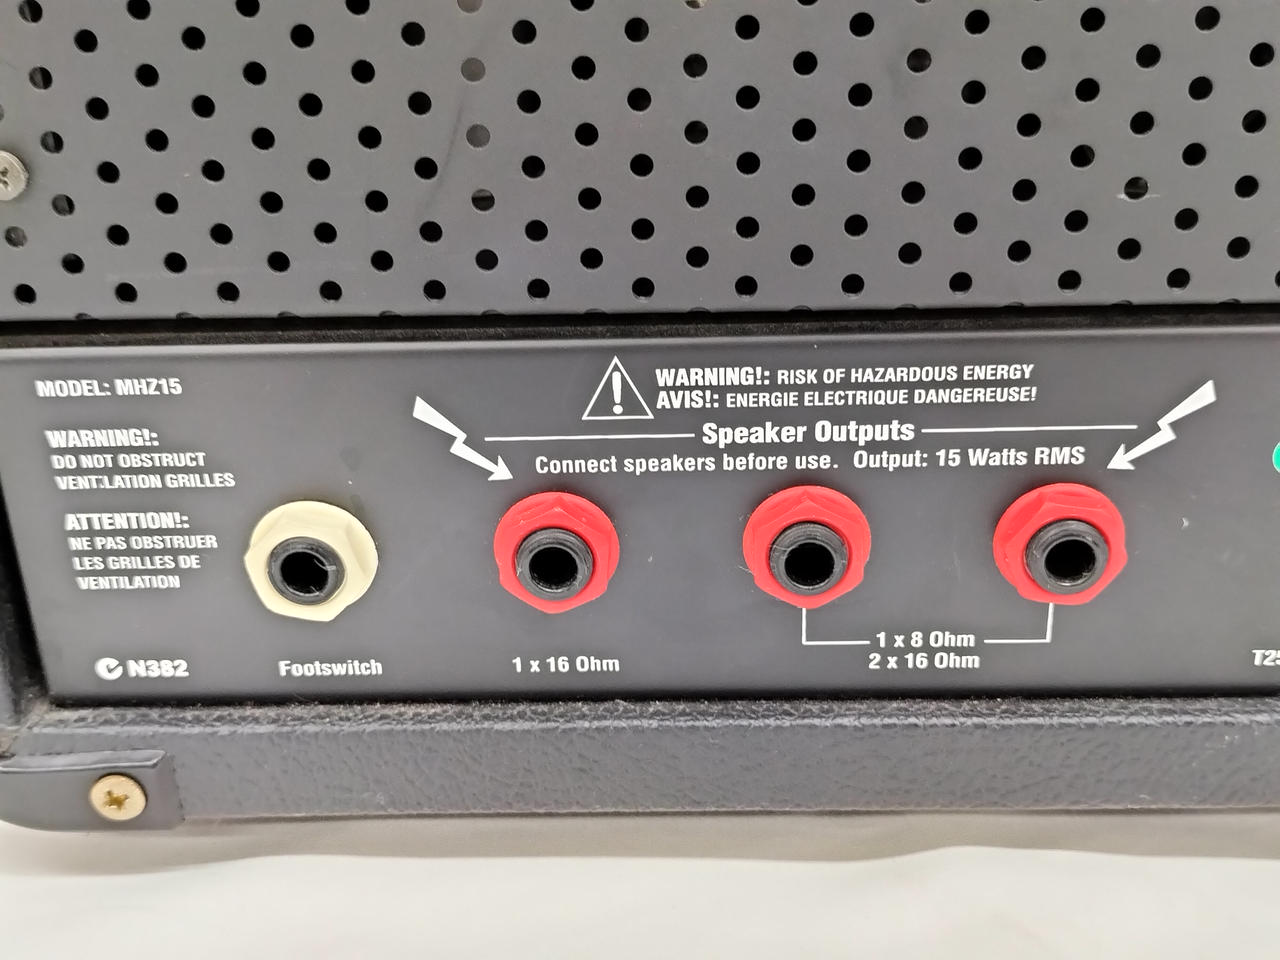 MODEL: MHZ15
WARNING!:
DO NOT OBSTRUCT
VENTILATION GRILLES
ATTENTION!:
NE PAS OBSTRUER
LES GRILLES DE
VENTILATION
N382
WARNING!: RISK OF HAZARDOUS ENERGY
AVIS!: ENERGIE ELECTRIQUE DANGEREUSE!
Speaker Outputs
Connect speakers before use. Output: 15 Watts RMS
Footswitch
1 x 16 Ohm
1 x 8 Ohm
2 x 16 Ohm